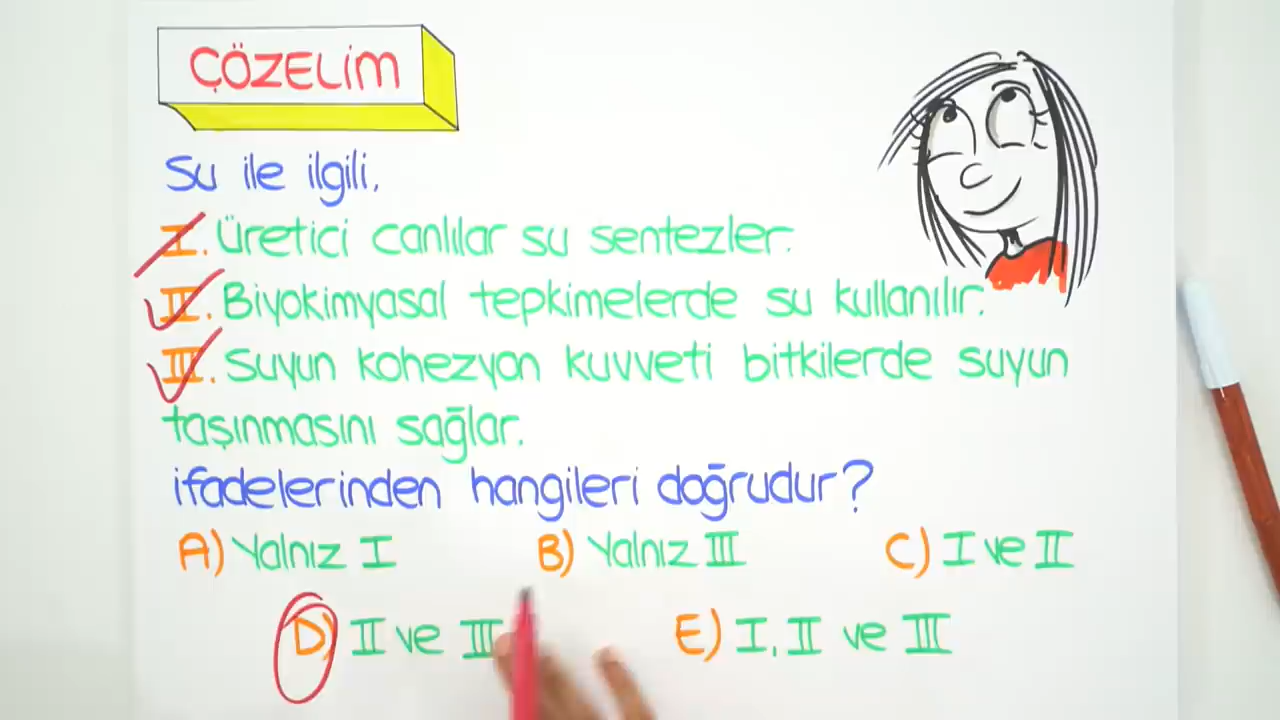 ÇÖZELİM
Su ile ilgili,
I. Üretici canlılar su sentezler.
II. Biyokimyasal tepkimelerde su kullanılır.
III. Suyun kohezyon kuvveti bitkilerde suyun
taşınmasını sağlar.
ifadelerinden hangileri doğrudur?
A) Yalnız I B) Yalnız III C) I ve II
D) II ve III E) I, II ve III